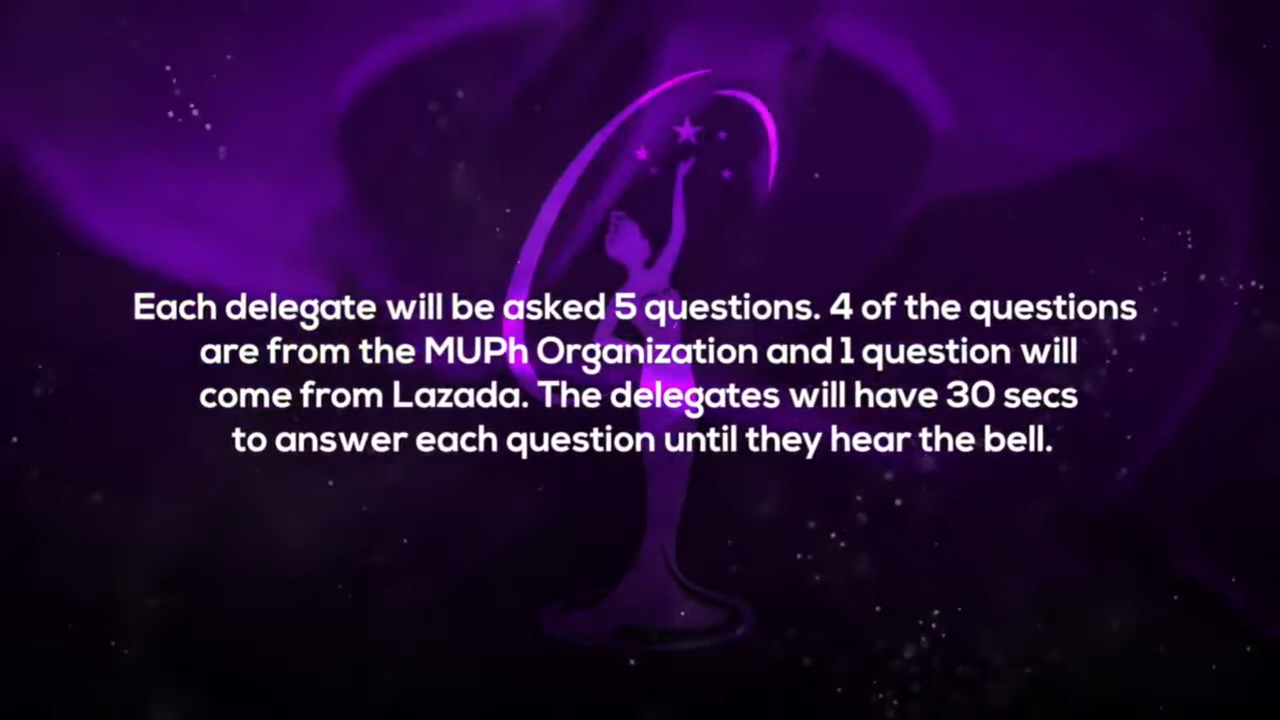 Each delegate will be asked 5 questions. 4 of the questions
are from the MUPh Organization and 1 question will
come from Lazada. The delegates will have 30 secs
to answer each question until they hear the bell.